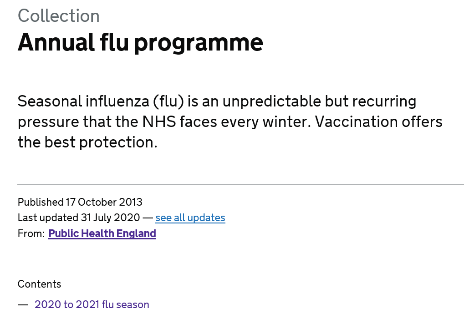 Collection
Annual flu programme
Seasonal influenza (flu) is an unpredictable but recurring
pressure that the NHS faces every winter. Vaccination offers
the best protection.
Published 17 October 2013
Last updated 31 July 2020 — see all updates
From: Public Health England
Contents
— 2020 to 2021 flu season